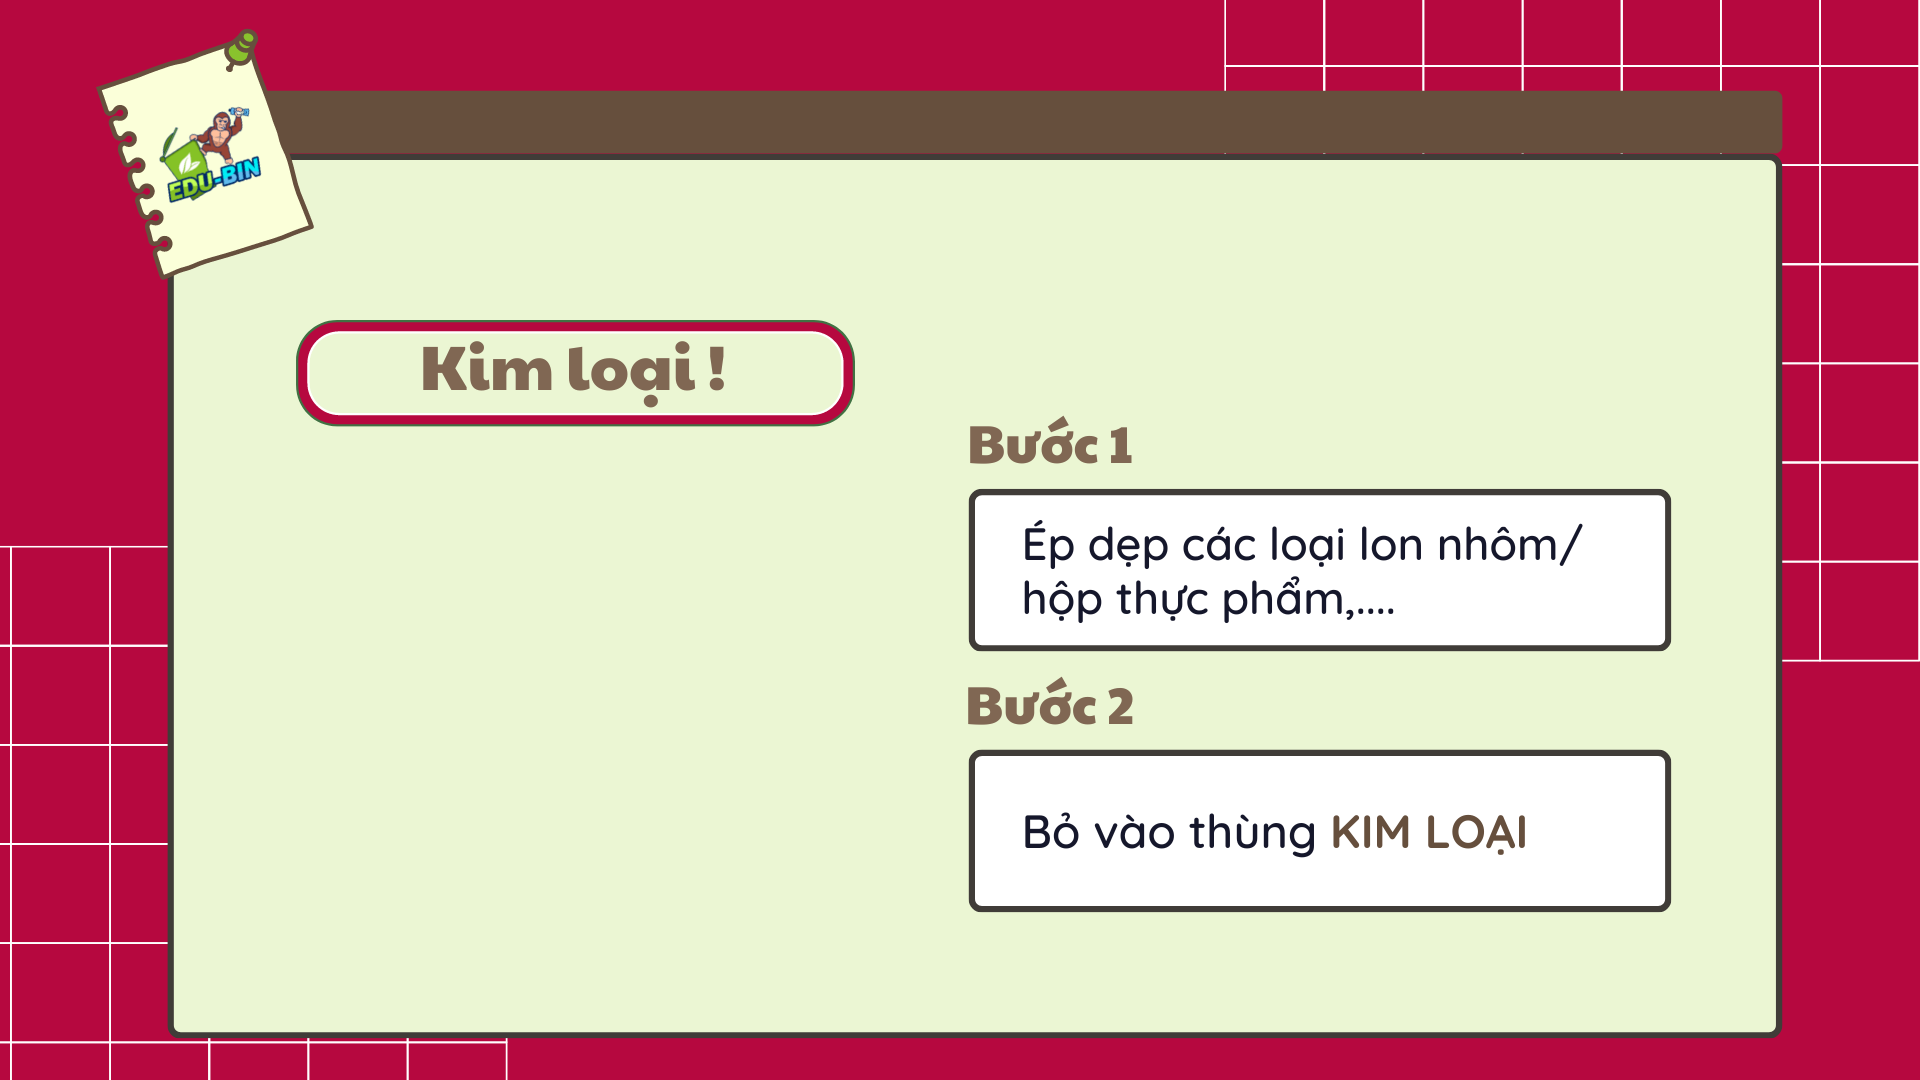 EDU-BIN
Kim loại !
Bước 1
Ép dẹp các loại lon nhôm/
hộp thực phẩm,....
Bước 2
Bỏ vào thùng KIM LOẠI